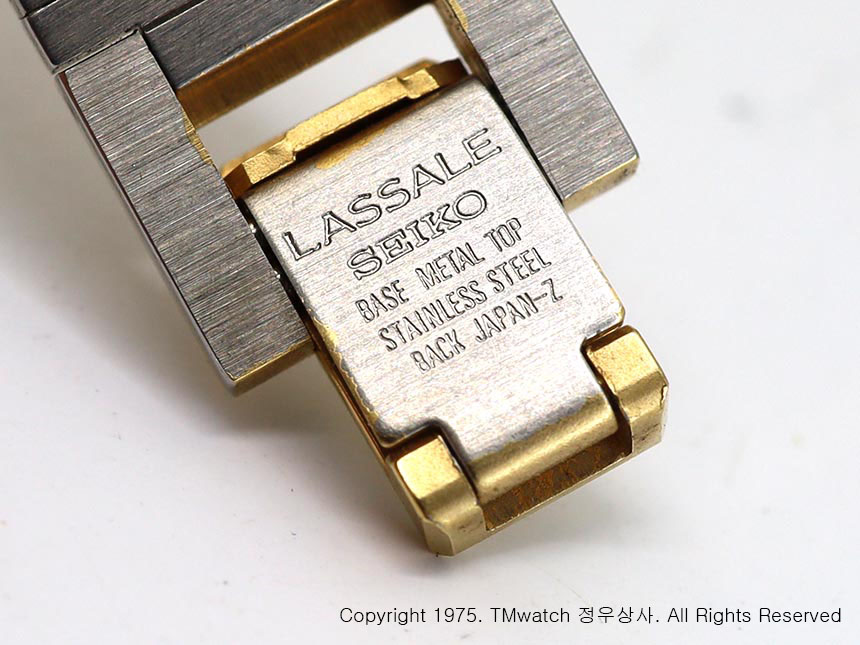 LASSALE
SEIKO
BASE METAL TOP
STAINLESS STEEL
BACK JAPAN-Z
Copyright 1975. TMwatch 정우상사. All Rights Reserved